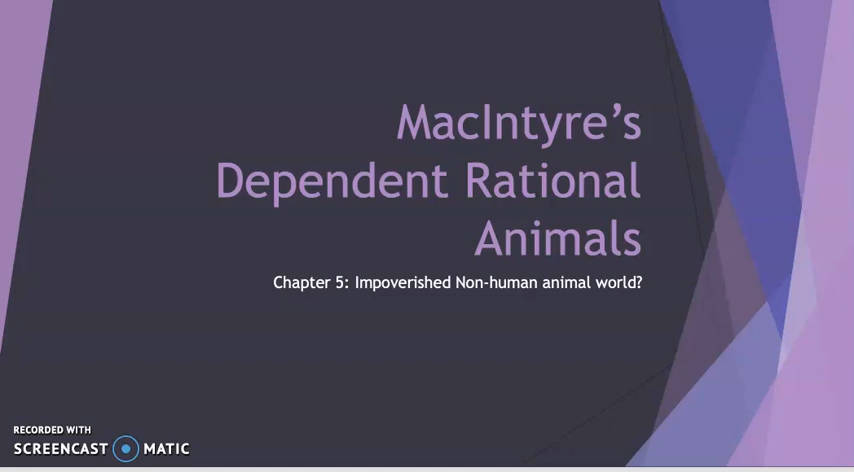 MacIntyre’s
Dependent Rational
Animals
Chapter 5: Impoverished Non-human animal world?
RECORDED WITH
SCREENCAST MATIC